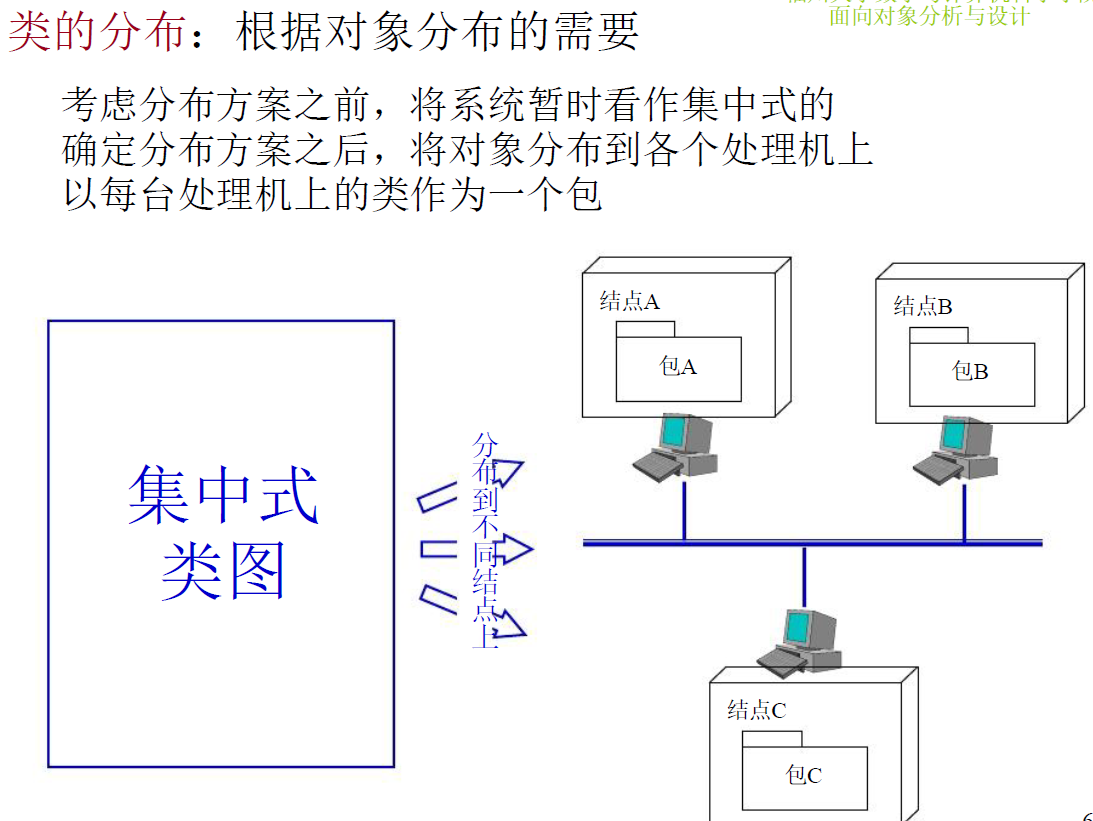 面向对象分析与设计
类的分布：根据对象分布的需要
考虑分布方案之前，将系统暂时看作集中式的
确定分布方案之后，将对象分布到各个处理机上
以每台处理机上的类作为一个包
集中式
类图
分布到不同结点上
结点A
包A
结点B
包B
结点C
包C